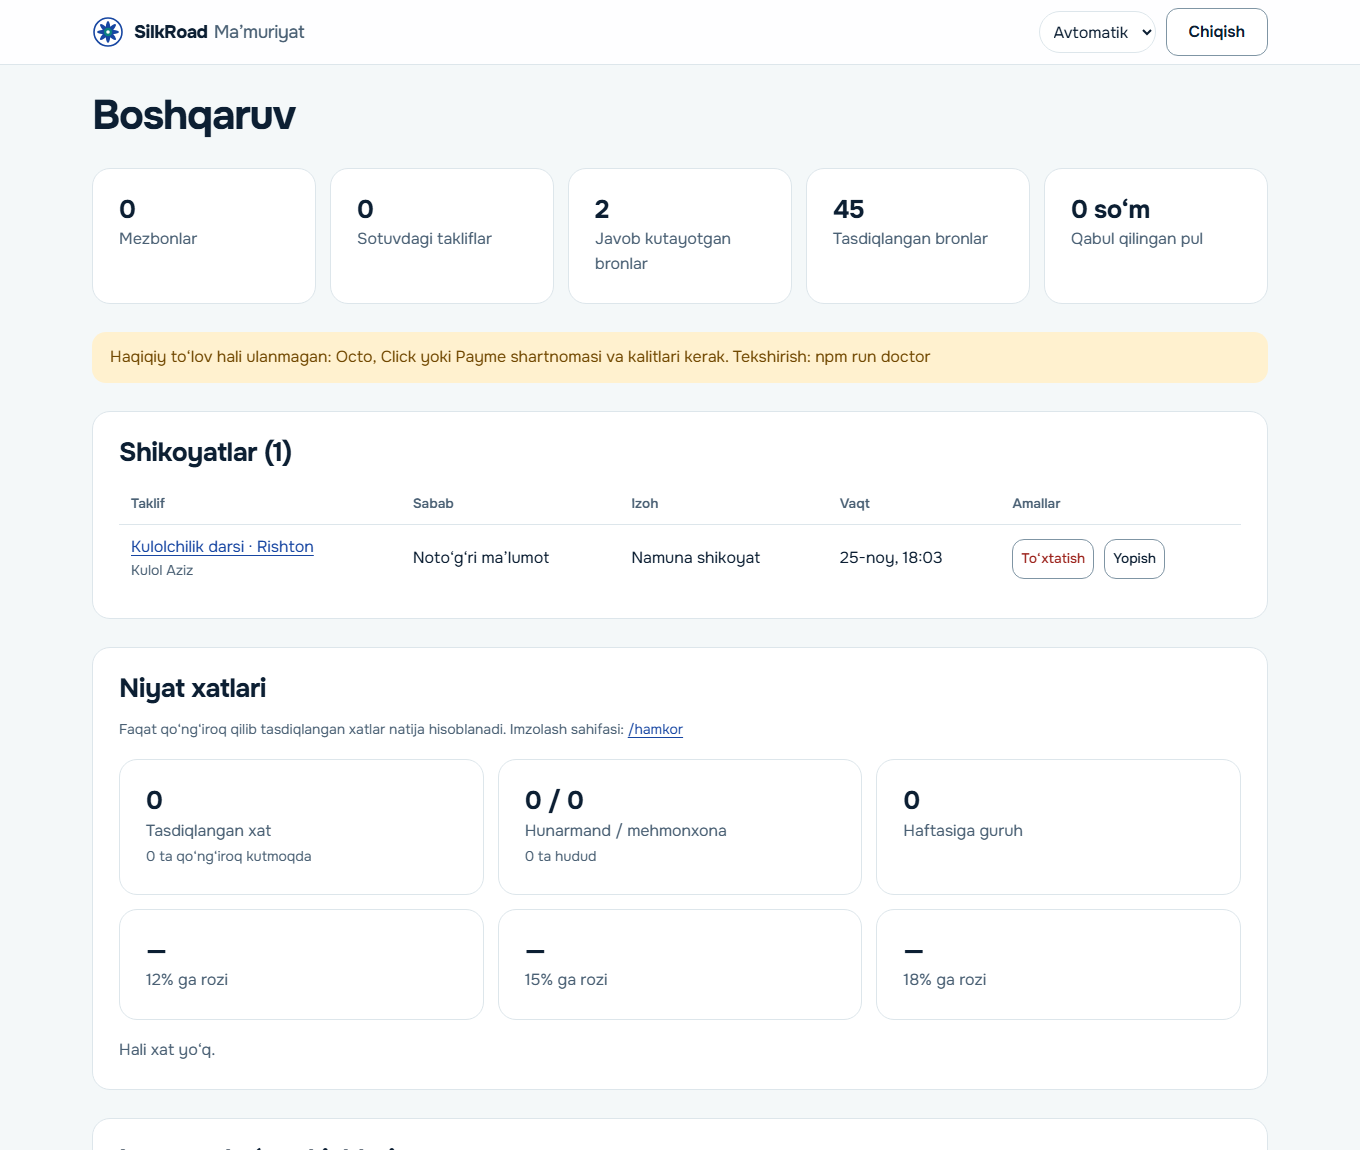 SilkRoad Ma’muriyat
Avtomatik
Chiqish
Boshqaruv
0
Mezbonlar
0
Sotuvdagi takliflar
2
Javob kutayotgan
bronlar
45
Tasdiqlangan bronlar
0 so‘m
Qabul qilingan pul
Haqiqiy to‘lov hali ulanmagan: Octo, Click yoki Payme shartnomasi va kalitlari kerak. Tekshirish: npm run doctor
Shikoyatlar (1)
Taklif Sabab Izoh Vaqt Amallar
Kulolchilik darsi · Rishton
Kulol Aziz
Noto‘g‘ri ma’lumot
Namuna shikoyat
25-noy, 18:03
To‘xtatish
Yopish
Niyat xatlari
Faqat qo‘ng‘iroq qilib tasdiqlangan xatlar natija hisoblanadi. Imzolash sahifasi: /hamkor
0
Tasdiqlangan xat
0 ta qo‘ng‘iroq kutmoqda
0 / 0
Hunarmand / mehmonxona
0 ta hudud
0
Haftasiga guruh
—
12% ga rozi
—
15% ga rozi
—
18% ga rozi
Hali xat yo‘q.